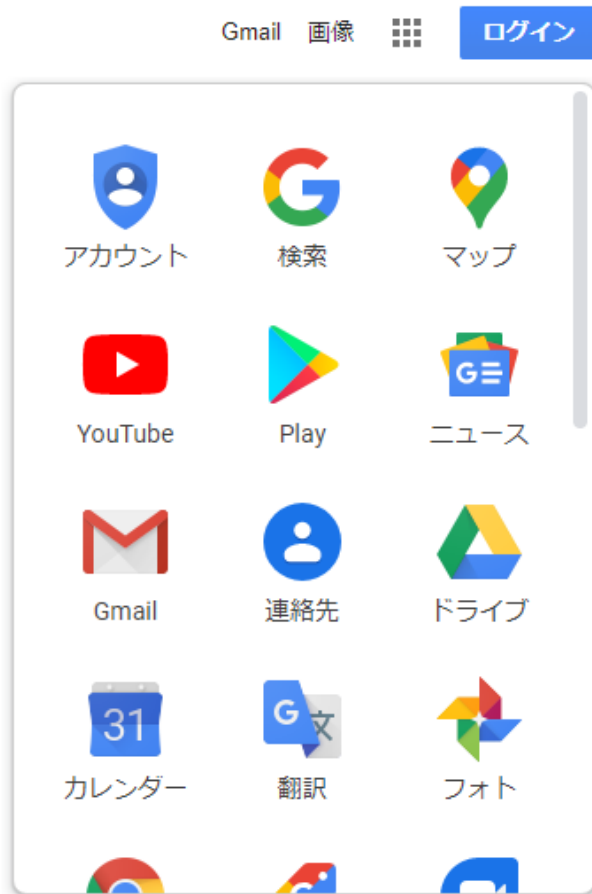 Gmail 画像 ログイン
アカウント 検索 マップ
YouTube Play ニュース
Gmail 連絡先 ドライブ
31 G 文
カレンダー 翻訳 フォト